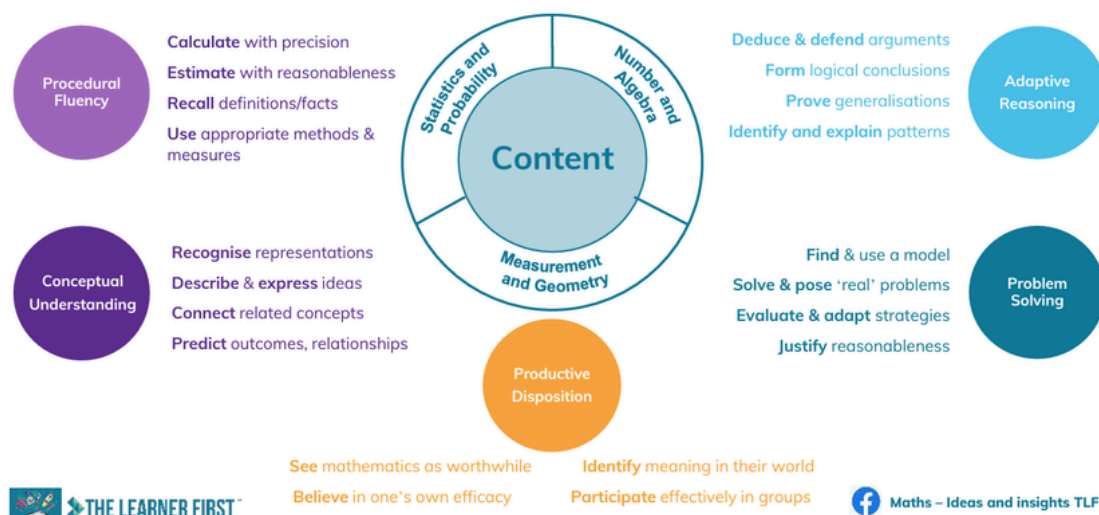 Procedural
Fluency
Calculate with precision
Estimate with reasonableness
Recall definitions/facts
Use appropriate methods &
measures
Statistics and
Probability
Number and
Algebra
Content
Measurement
and Geometry
Deduce & defend arguments
Form logical conclusions
Prove generalisations
Identify and explain patterns
Adaptive
Reasoning
Conceptual
Understanding
Recognise representations
Describe & express ideas
Connect related concepts
Predict outcomes, relationships
Find & use a model
Solve & pose ‘real’ problems
Evaluate & adapt strategies
Justify reasonableness
Problem
Solving
Productive
Disposition
See mathematics as worthwhile
Believe in one’s own efficacy
Identify meaning in their world
Participate effectively in groups
THE LEARNER FIRST
Maths – Ideas and insights TLF